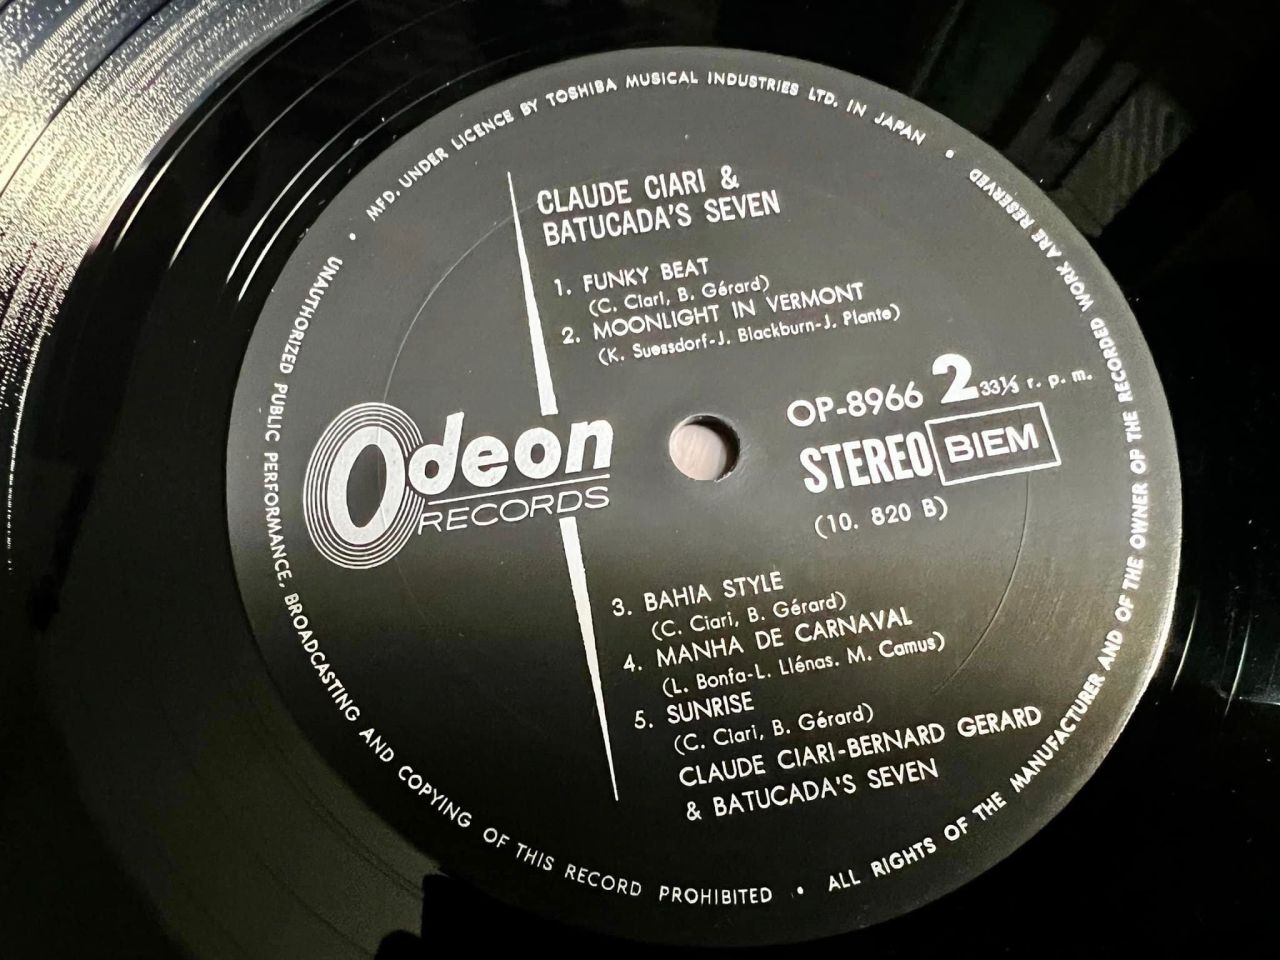 MFD. UNDER LICENCE BY TOSHIBA MUSICAL INDUSTRIES LTD. IN JAPAN •
CLAUDE CIARI &
BATUCADA'S SEVEN
1. FUNKY BEAT
(C. Ciari, B. Gérard)
2. MOONLIGHT IN VERMONT
(K. Suessdorf-J. Blackburn-J. Plante)
OP-8966 2 33⅓ r. p. m.
STEREO BIEM
(10. 820 B)
Odeon
RECORDS
3. BAHIA STYLE
(C. Ciari, B. Gérard)
4. MANHA DE CARNAVAL
(L. Bonfa-L. Llénas. M. Camus)
5. SUNRISE
(C. Ciari, B. Gérard)
CLAUDE CIARI-BERNARD GERARD
& BATUCADA'S SEVEN
• UNAUTHORIZED PUBLIC PERFORMANCE, BROADCASTING AND COPYING OF THIS RECORD PROHIBITED •
ALL RIGHTS OF THE MANUFACTURER AND OF THE OWNER OF THE RECORDED WORK ARE RESERVED